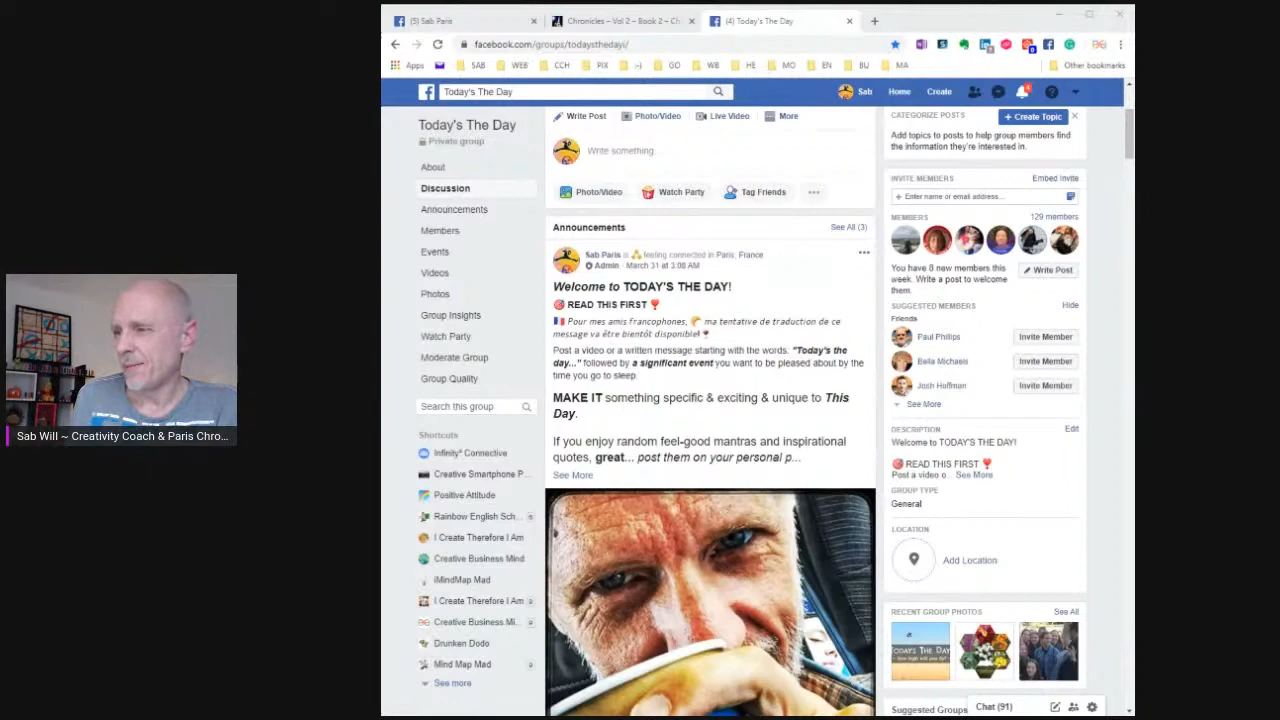 (5) Sab Paris
Chronicles – Vol 2 – Book 2 – Ch
(4) Today's The Day
facebook.com/groups/todaysthedayi/
Apps
SAB
WEB
CCH
PIX
:-)
GO
WB
HE
MO
EN
BU
MA
Other bookmarks
Today's The Day
Sab
Home
Create
Today's The Day
Private group
About
Discussion
Announcements
Members
Events
Videos
Photos
Group Insights
Watch Party
Moderate Group
Group Quality
Search this group
Shortcuts
Infinity² Connective
Creative Smartphone P...
Positive Attitude
Rainbow English Sch...
I Create Therefore I Am
Creative Business Mind
iMindMap Mad
I Create Therefore I Am
Creative Business Mi...
Drunken Dodo
Mind Map Mad
See more
Write Post
Photo/Video
Live Video
More
Write something
Photo/Video
Watch Party
Tag Friends
Announcements
See All (3)
Sab Paris is 🙏 feeling connected in Paris, France
Admin · March 31 at 3:08 AM
Welcome to TODAY'S THE DAY!
🎯 READ THIS FIRST ❣️
🇫🇷 Pour mes amis francophones, 🥐 ma tentative de traduction de ce
message va être bientôt disponible! 🍷
Post a video or a written message starting with the words: "Today's the
day..." followed by a significant event you want to be pleased about by the
time you go to sleep.
MAKE IT something specific & exciting & unique to This
Day.
If you enjoy random feel-good mantras and inspirational
quotes, great... post them on your personal p...
See More
CATEGORIZE POSTS
+ Create Topic
Add topics to posts to help group members find
the information they're interested in.
INVITE MEMBERS
Embed Invite
+ Enter name or email address...
MEMBERS
129 members
You have 8 new members this
week. Write a post to welcome
them.
Write Post
SUGGESTED MEMBERS
Hide
Friends
Paul Phillips
Invite Member
Bella Michaels
Invite Member
Josh Hoffman
Invite Member
See More
DESCRIPTION
Edit
Welcome to TODAY'S THE DAY!
🎯 READ THIS FIRST ❣️
Post a video o... See More
GROUP TYPE
General
LOCATION
Add Location
RECENT GROUP PHOTOS
See All
TODAYS THE DAY
Suggested Groups
Chat (91)
Sab Will ~ Creativity Coach & Paris Chro...